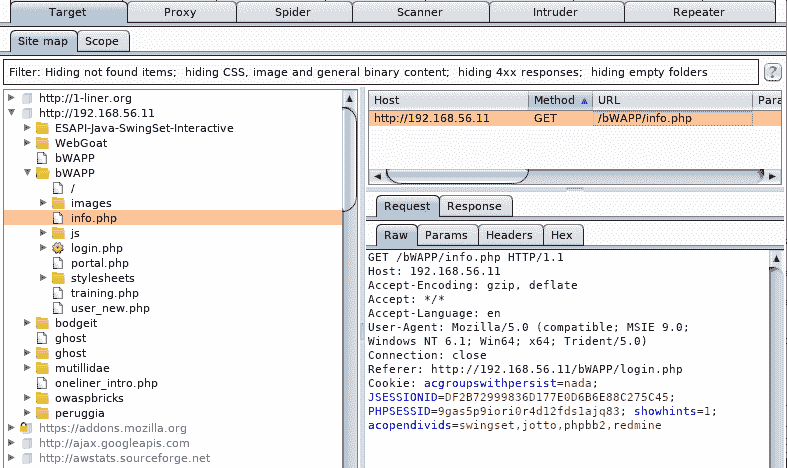 Target Proxy Spider Scanner Intruder Repeater
Site map Scope
Filter: Hiding not found items; hiding CSS, image and general binary content; hiding 4xx responses; hiding empty folders
?
http://1-liner.org
http://192.168.56.11
ESAPI-Java-SwingSet-Interactive
WebGoat
bWAPP
bWAPP
/
images
info.php
js
login.php
portal.php
stylesheets
training.php
user_new.php
bodgeit
ghost
ghost
mutillidae
oneliner_intro.php
owaspbricks
peruggia
https://addons.mozilla.org
http://ajax.googleapis.com
http://awstats.sourceforge.net
Host Method URL Para
http://192.168.56.11 GET /bWAPP/info.php
Request Response
Raw Params Headers Hex
GET /bWAPP/info.php HTTP/1.1
Host: 192.168.56.11
Accept-Encoding: gzip, deflate
Accept: */*
Accept-Language: en
User-Agent: Mozilla/5.0 (compatible; MSIE 9.0;
Windows NT 6.1; Win64; x64; Trident/5.0)
Connection: close
Referer: http://192.168.56.11/bWAPP/login.php
Cookie: acgroupswithpersist=nada;
JSESSIONID=DF2B72999836D177E0D6B6E88C275C45;
PHPSESSID=9gas5p9iori0r4d12fds1ajq83; showhints=1;
acopendivids=swingset,jotto,phpbb2,redmine